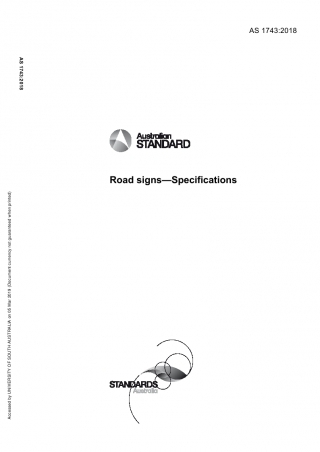 AS 1743:2018
AS 1743:2018
Australian
STANDARD
Road signs—Specifications
Accessed by UNIVERSITY OF SOUTH AUSTRALIA on 05 Mar 2019 (Document currency not guaranteed when printed)
STANDARDS
Australia